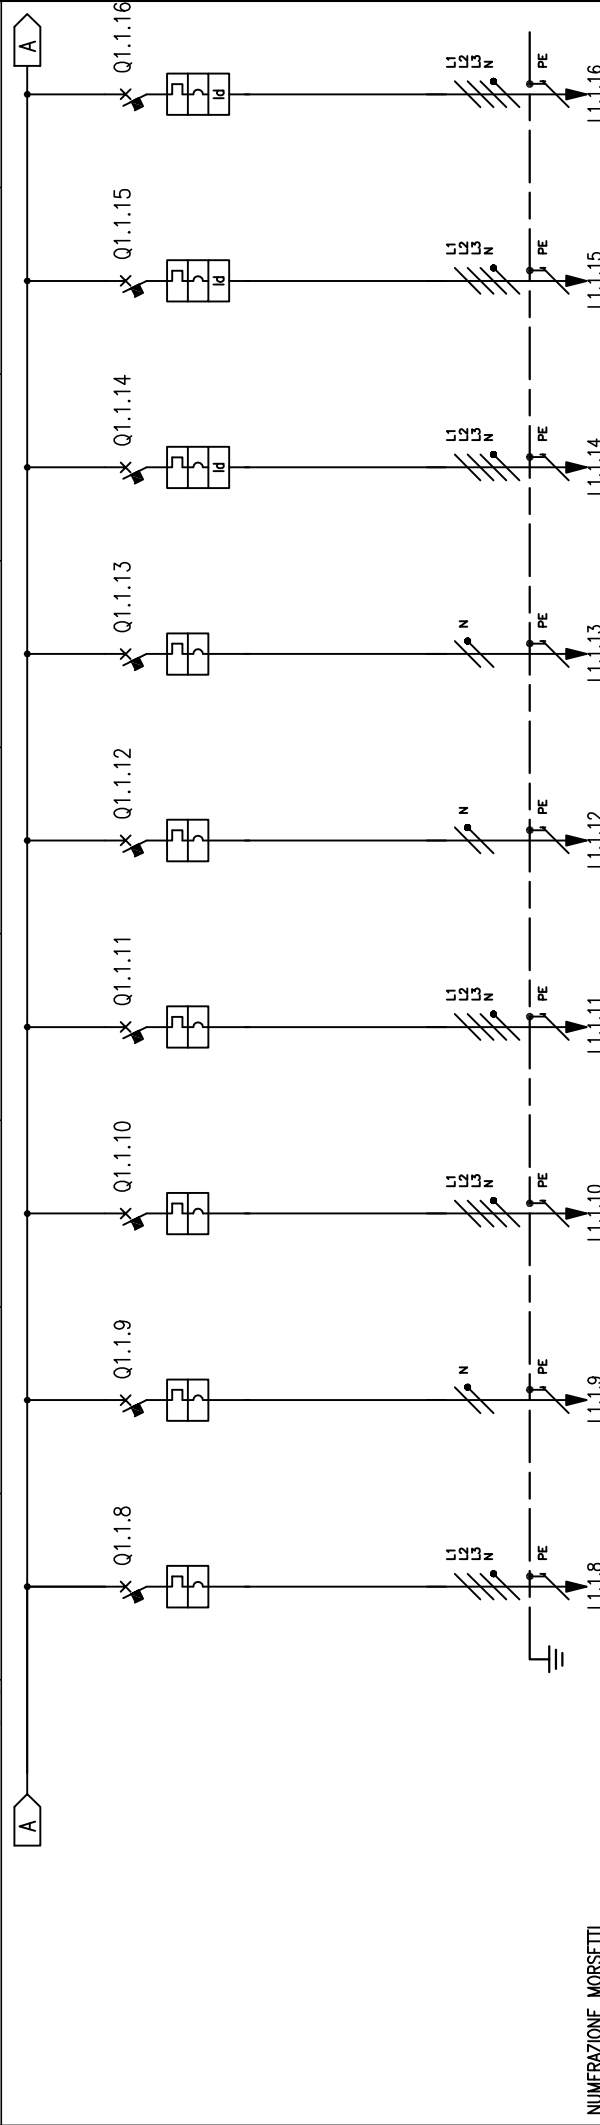 A
A
Q1.1.8
Q1.1.9
Q1.1.10
Q1.1.11
Q1.1.12
Q1.1.13
Q1.1.14
Q1.1.15
Q1.1.16
Id
Id
Id
L1
L2
L3
N
N
L1
L2
L3
N
L1
L2
L3
N
N
N
L1
L2
L3
N
L1
L2
L3
N
L1
L2
L3
N
PE
PE
PE
PE
PE
PE
PE
PE
PE
NUMERAZIONE MORSETTI
L1.1.8
L1.1.9
L1.1.10
L1.1.11
L1.1.12
L1.1.13
L1.1.14
L1.1.15
L1.1.16